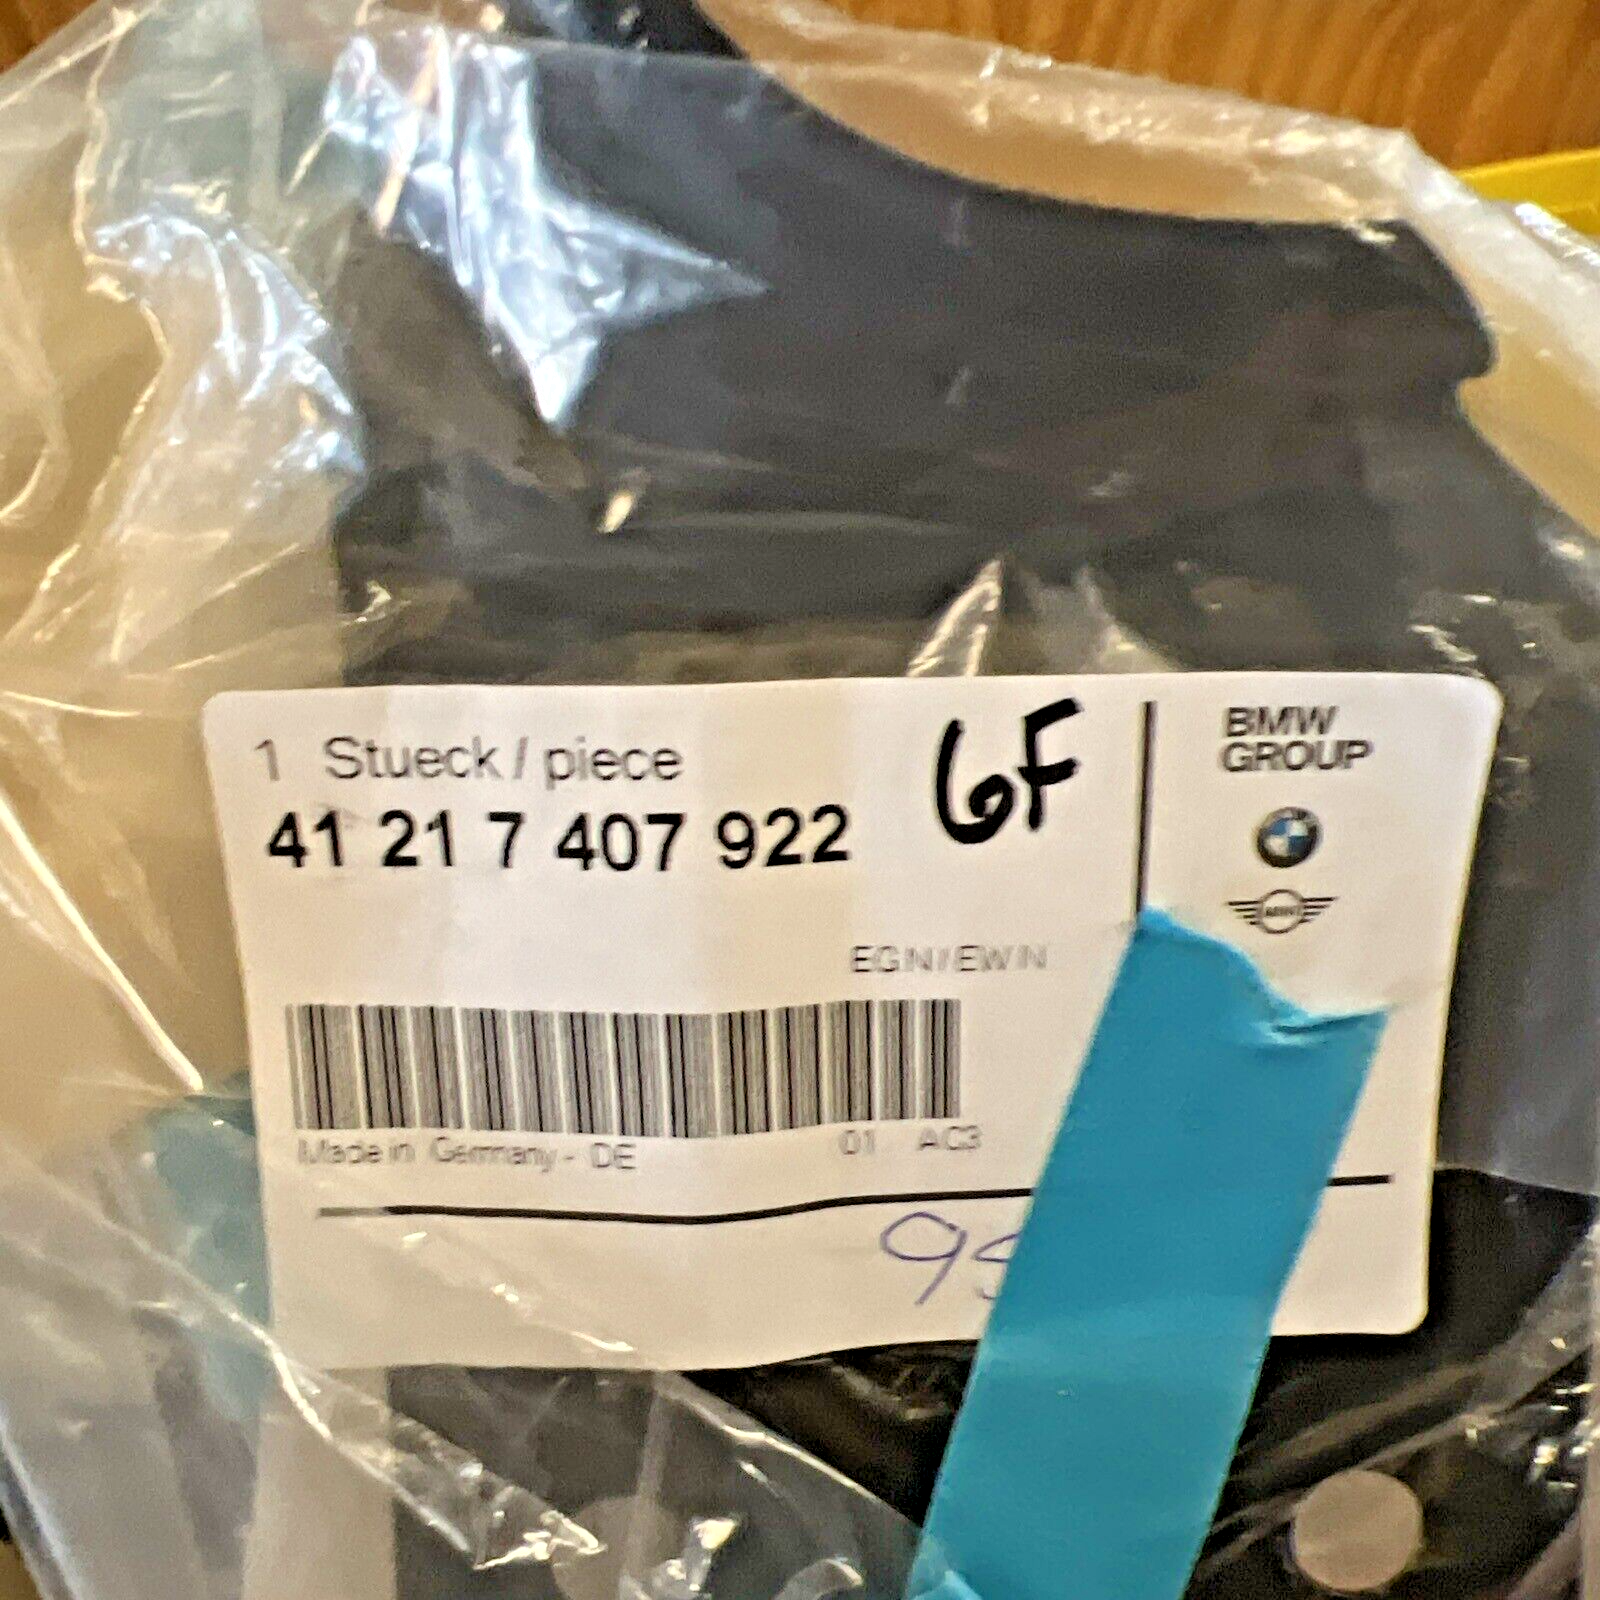 1 Stueck / piece
41 21 7 407 922
6F
BMW
GROUP
EGN/EWN
Made in Germany - DE 01 AC3